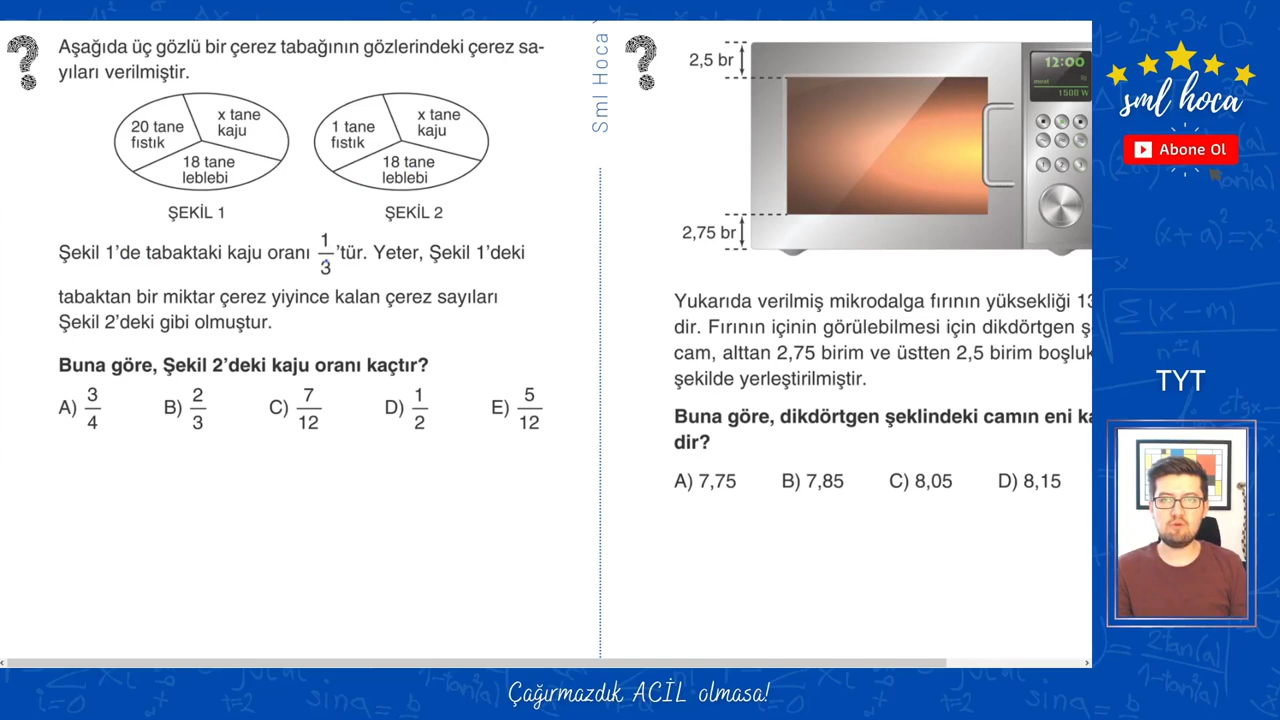 Aşağıda üç gözlü bir çerez tabağının gözlerindeki çerez sa-
yıları verilmiştir.
20 tane
fıstık
x tane
kaju
18 tane
leblebi
ŞEKİL 1
1 tane
fıstık
x tane
kaju
18 tane
leblebi
ŞEKİL 2
Şekil 1'de tabaktaki kaju oranı 1/3 'tür. Yeter, Şekil 1'deki
tabaktan bir miktar çerez yiyince kalan çerez sayıları
Şekil 2'deki gibi olmuştur.
Buna göre, Şekil 2'deki kaju oranı kaçtır?
A) 3/4 B) 2/3 C) 7/12 D) 1/2 E) 5/12
Sml Hoca
2,5 br
2,75 br
12:00
1500 W
Yukarıda verilmiş mikrodalga fırının yüksekliği 13
dir. Fırının içinin görülebilmesi için dikdörtgen ş
cam, alttan 2,75 birim ve üstten 2,5 birim boşluk
şekilde yerleştirilmiştir.
Buna göre, dikdörtgen şeklindeki camın eni ka
dir?
A) 7,75 B) 7,85 C) 8,05 D) 8,15
sml hoca
Abone Ol
TYT
Çağırmazdık ACİL olmasa!